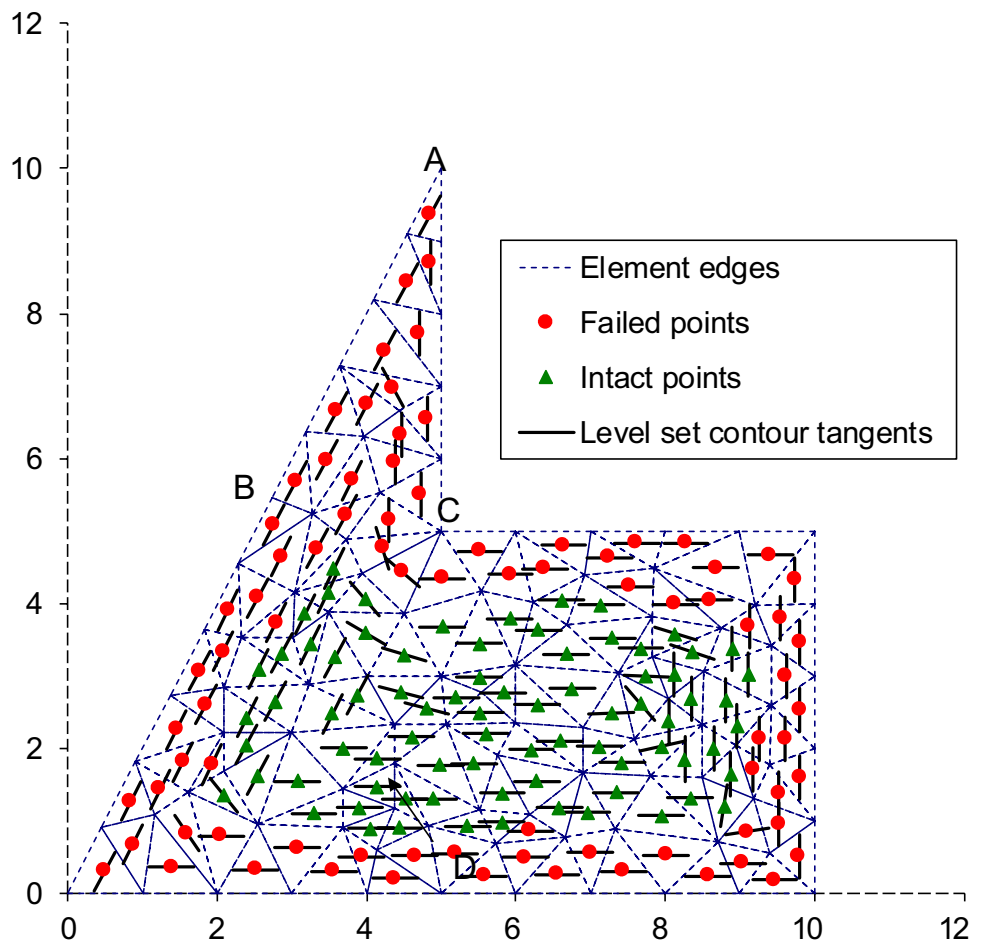 12
A
10
Element edges
8
Failed points
Intact points
Level set contour tangents
6
B
C
4
2
D
0
0 2 4 6 8 10 12